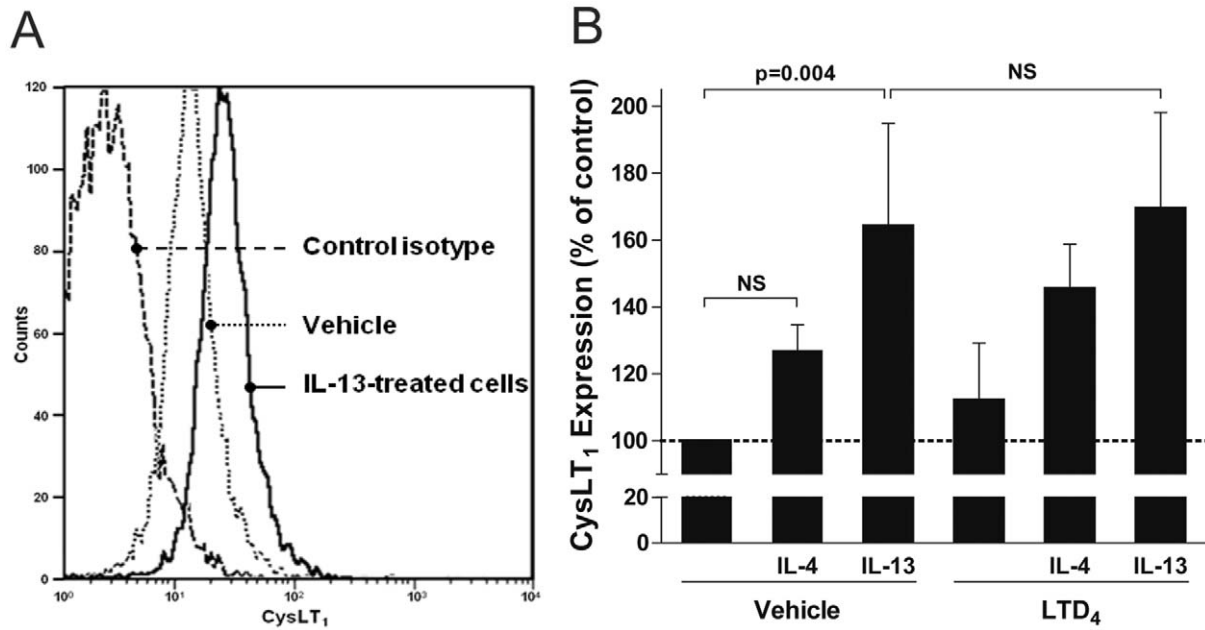 A
120
100
80
60
40
20
0
Counts
10⁰ 10¹ 10² 10³ 10⁴
CysLT₁
Control isotype
Vehicle
IL-13-treated cells
B
p=0.004 NS
NS
200
180
160
140
120
100
20
0
CysLT₁ Expression (% of control)
IL-4 IL-13 IL-4 IL-13
Vehicle LTD₄